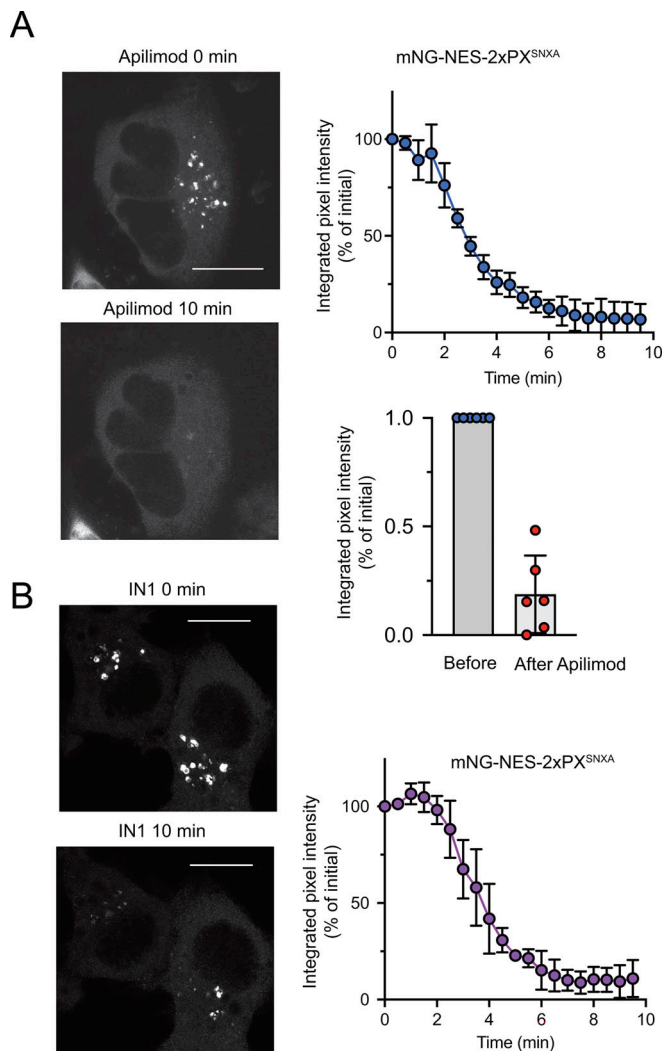 A
Apilimod 0 min
mNG-NES-2xPX^SNXA
Integrated pixel intensity
(% of initial)
100
50
0
0 2 4 6 8 10
Time (min)
Apilimod 10 min
Integrated pixel intensity
(% of initial)
1.0
0.5
0.0
Before After Apilimod
B
IN1 0 min
mNG-NES-2xPX^SNXA
Integrated pixel intensity
(% of initial)
100
50
0
0 2 4 6 8 10
Time (min)
IN1 10 min